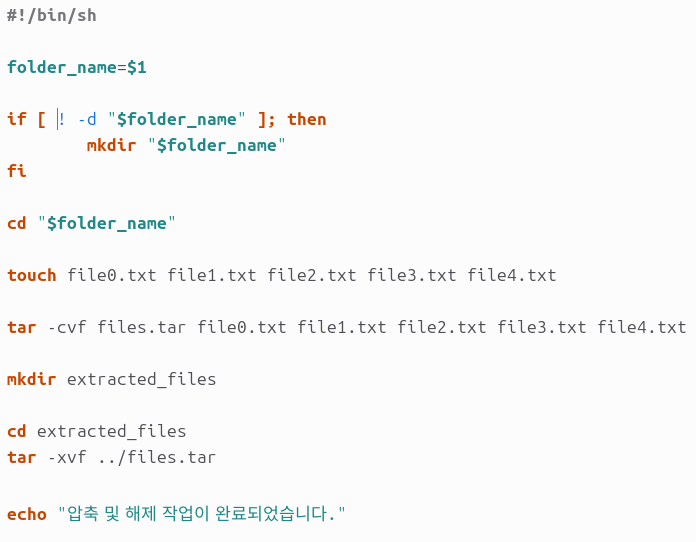 #!/bin/sh
folder_name=$1
if [ ! -d "$folder_name" ]; then
mkdir "$folder_name"
fi
cd "$folder_name"
touch file0.txt file1.txt file2.txt file3.txt file4.txt
tar -cvf files.tar file0.txt file1.txt file2.txt file3.txt file4.txt
mkdir extracted_files
cd extracted_files
tar -xvf ../files.tar
echo "압축 및 해제 작업이 완료되었습니다."